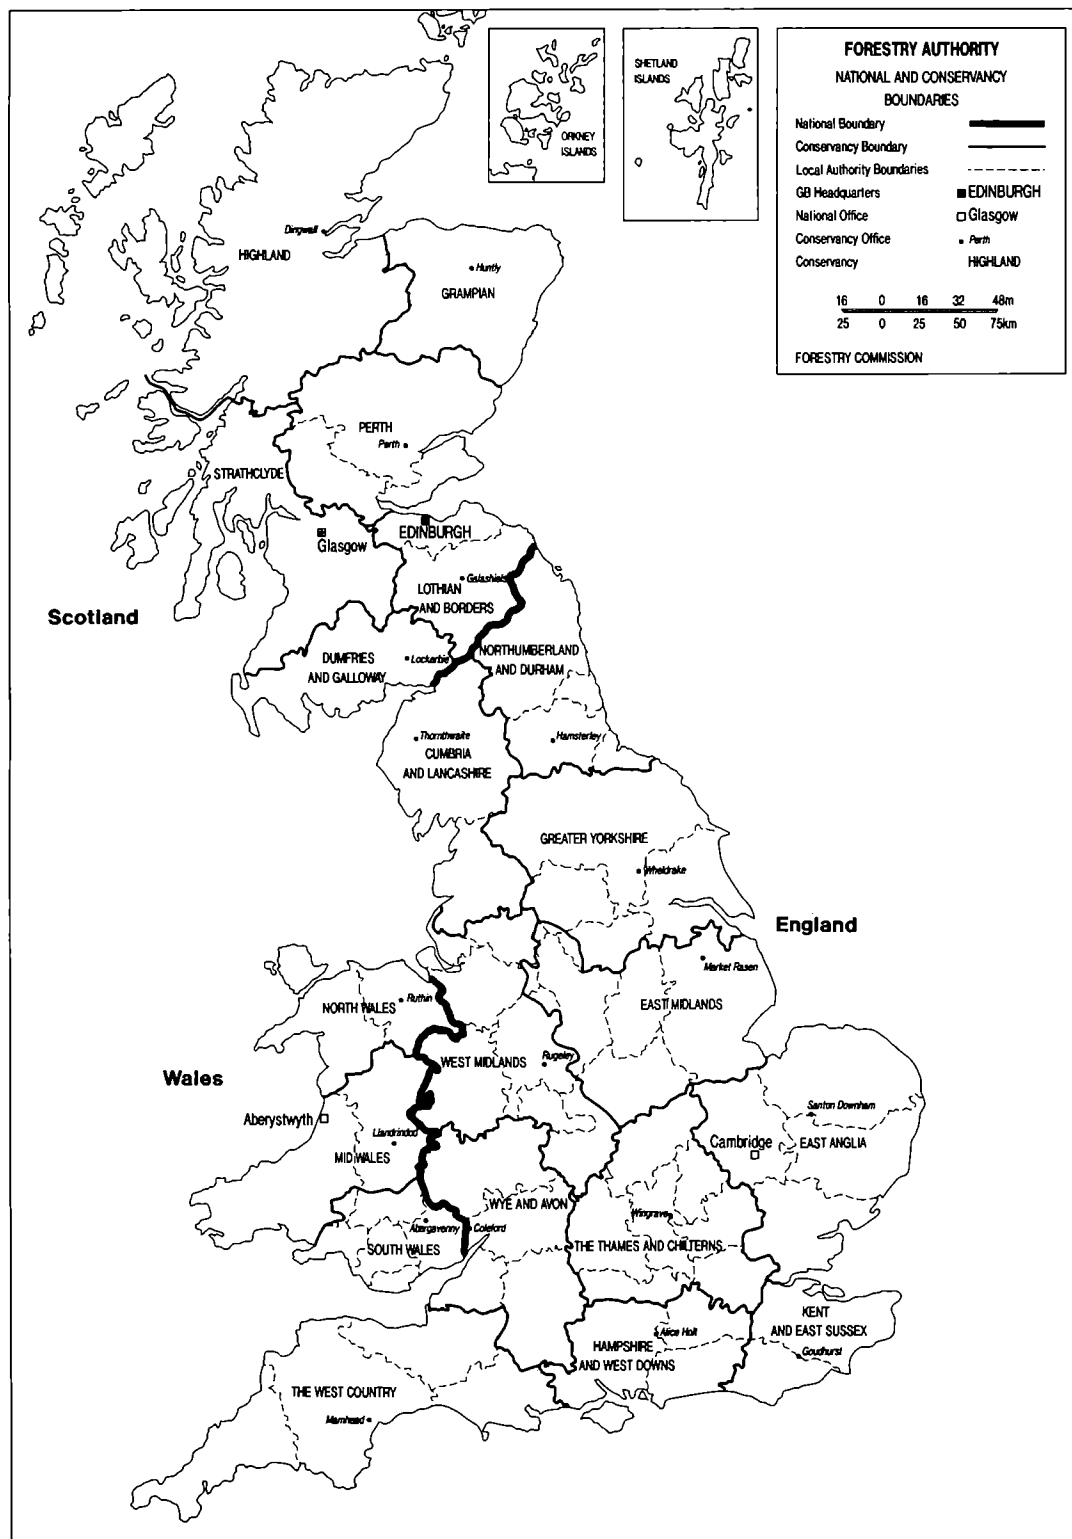 ORKNEY
ISLANDS
SHETLAND
ISLANDS
FORESTRY AUTHORITY
NATIONAL AND CONSERVANCY
BOUNDARIES
National Boundary
Conservancy Boundary
Local Authority Boundaries
GB Headquarters EDINBURGH
National Office Glasgow
Conservancy Office Perth
Conservancy HIGHLAND
16 0 16 32 48m
25 0 25 50 75km
FORESTRY COMMISSION
Dingwall
HIGHLAND
Huntly
GRAMPIAN
PERTH
Perth
STRATHCLYDE
EDINBURGH
Glasgow
Galashiels
LOTHIAN
AND BORDERS
Scotland
DUMFRIES
AND GALLOWAY
Lockerbie
NORTHUMBERLAND
AND DURHAM
Thornthwaite
CUMBRIA
AND LANCASHIRE
Hamsterley
GREATER YORKSHIRE
Wheldrake
England
Market Rasen
EAST MIDLANDS
NORTH WALES
Ruthin
WEST MIDLANDS
Rugeley
Wales
Aberystwyth
Llandrindod
MID WALES
Santon Downham
EAST ANGLIA
Cambridge
WYE AND AVON
Wingrave
Abergavenny
Coleford
SOUTH WALES
THE THAMES AND CHILTERNS
KENT
AND EAST SUSSEX
Goudhurst
Alice Holt
HAMPSHIRE
AND WEST DOWNS
THE WEST COUNTRY
Mamhead